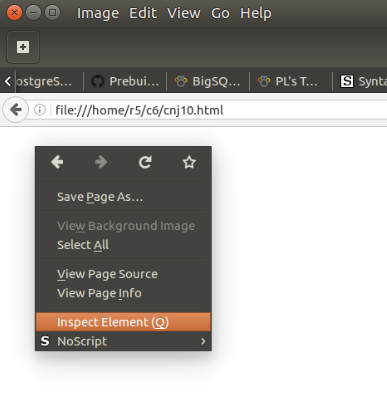 Image Edit View Go Help
ostgreS... Prebui... BigSQ... PL's T... Synta
file:///home/r5/c6/cnj10.html
Save Page As...
View Background Image
Select All
View Page Source
View Page Info
Inspect Element (Q)
S NoScript